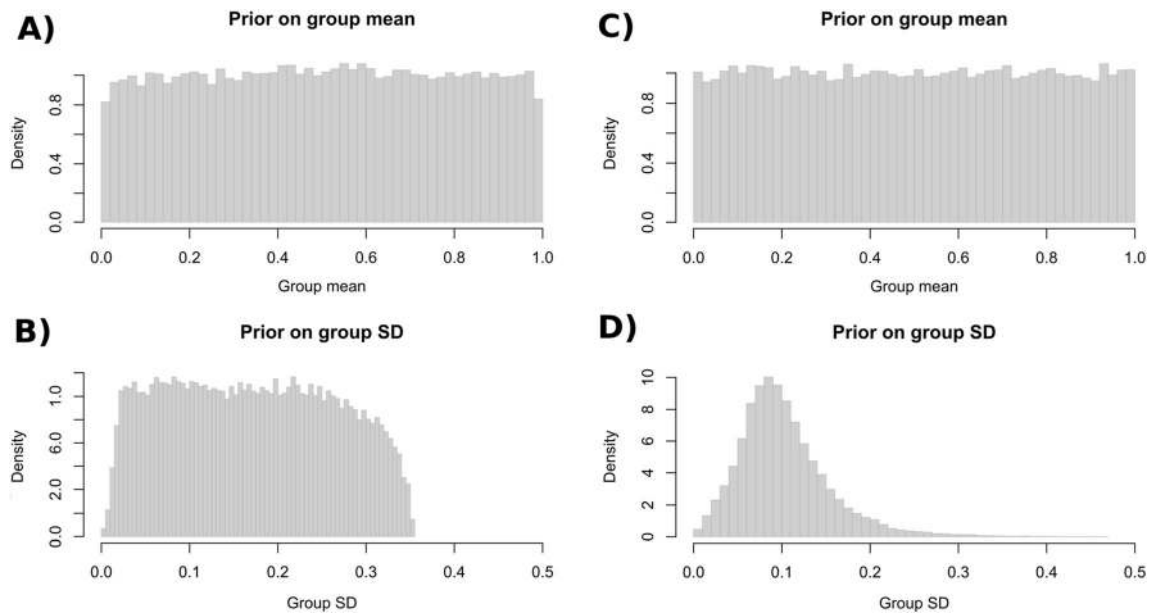 A)
Prior on group mean
Density
0.0 0.4 0.8
0.0 0.2 0.4 0.6 0.8 1.0
Group mean
C)
Prior on group mean
Density
0.0 0.4 0.8
0.0 0.2 0.4 0.6 0.8 1.0
Group mean
B)
Prior on group SD
Density
0.0 2.0 6.0 1.0
0.0 0.1 0.2 0.3 0.4 0.5
Group SD
D)
Prior on group SD
Density
0 2 4 6 8 10
0.0 0.1 0.2 0.3 0.4 0.5
Group SD